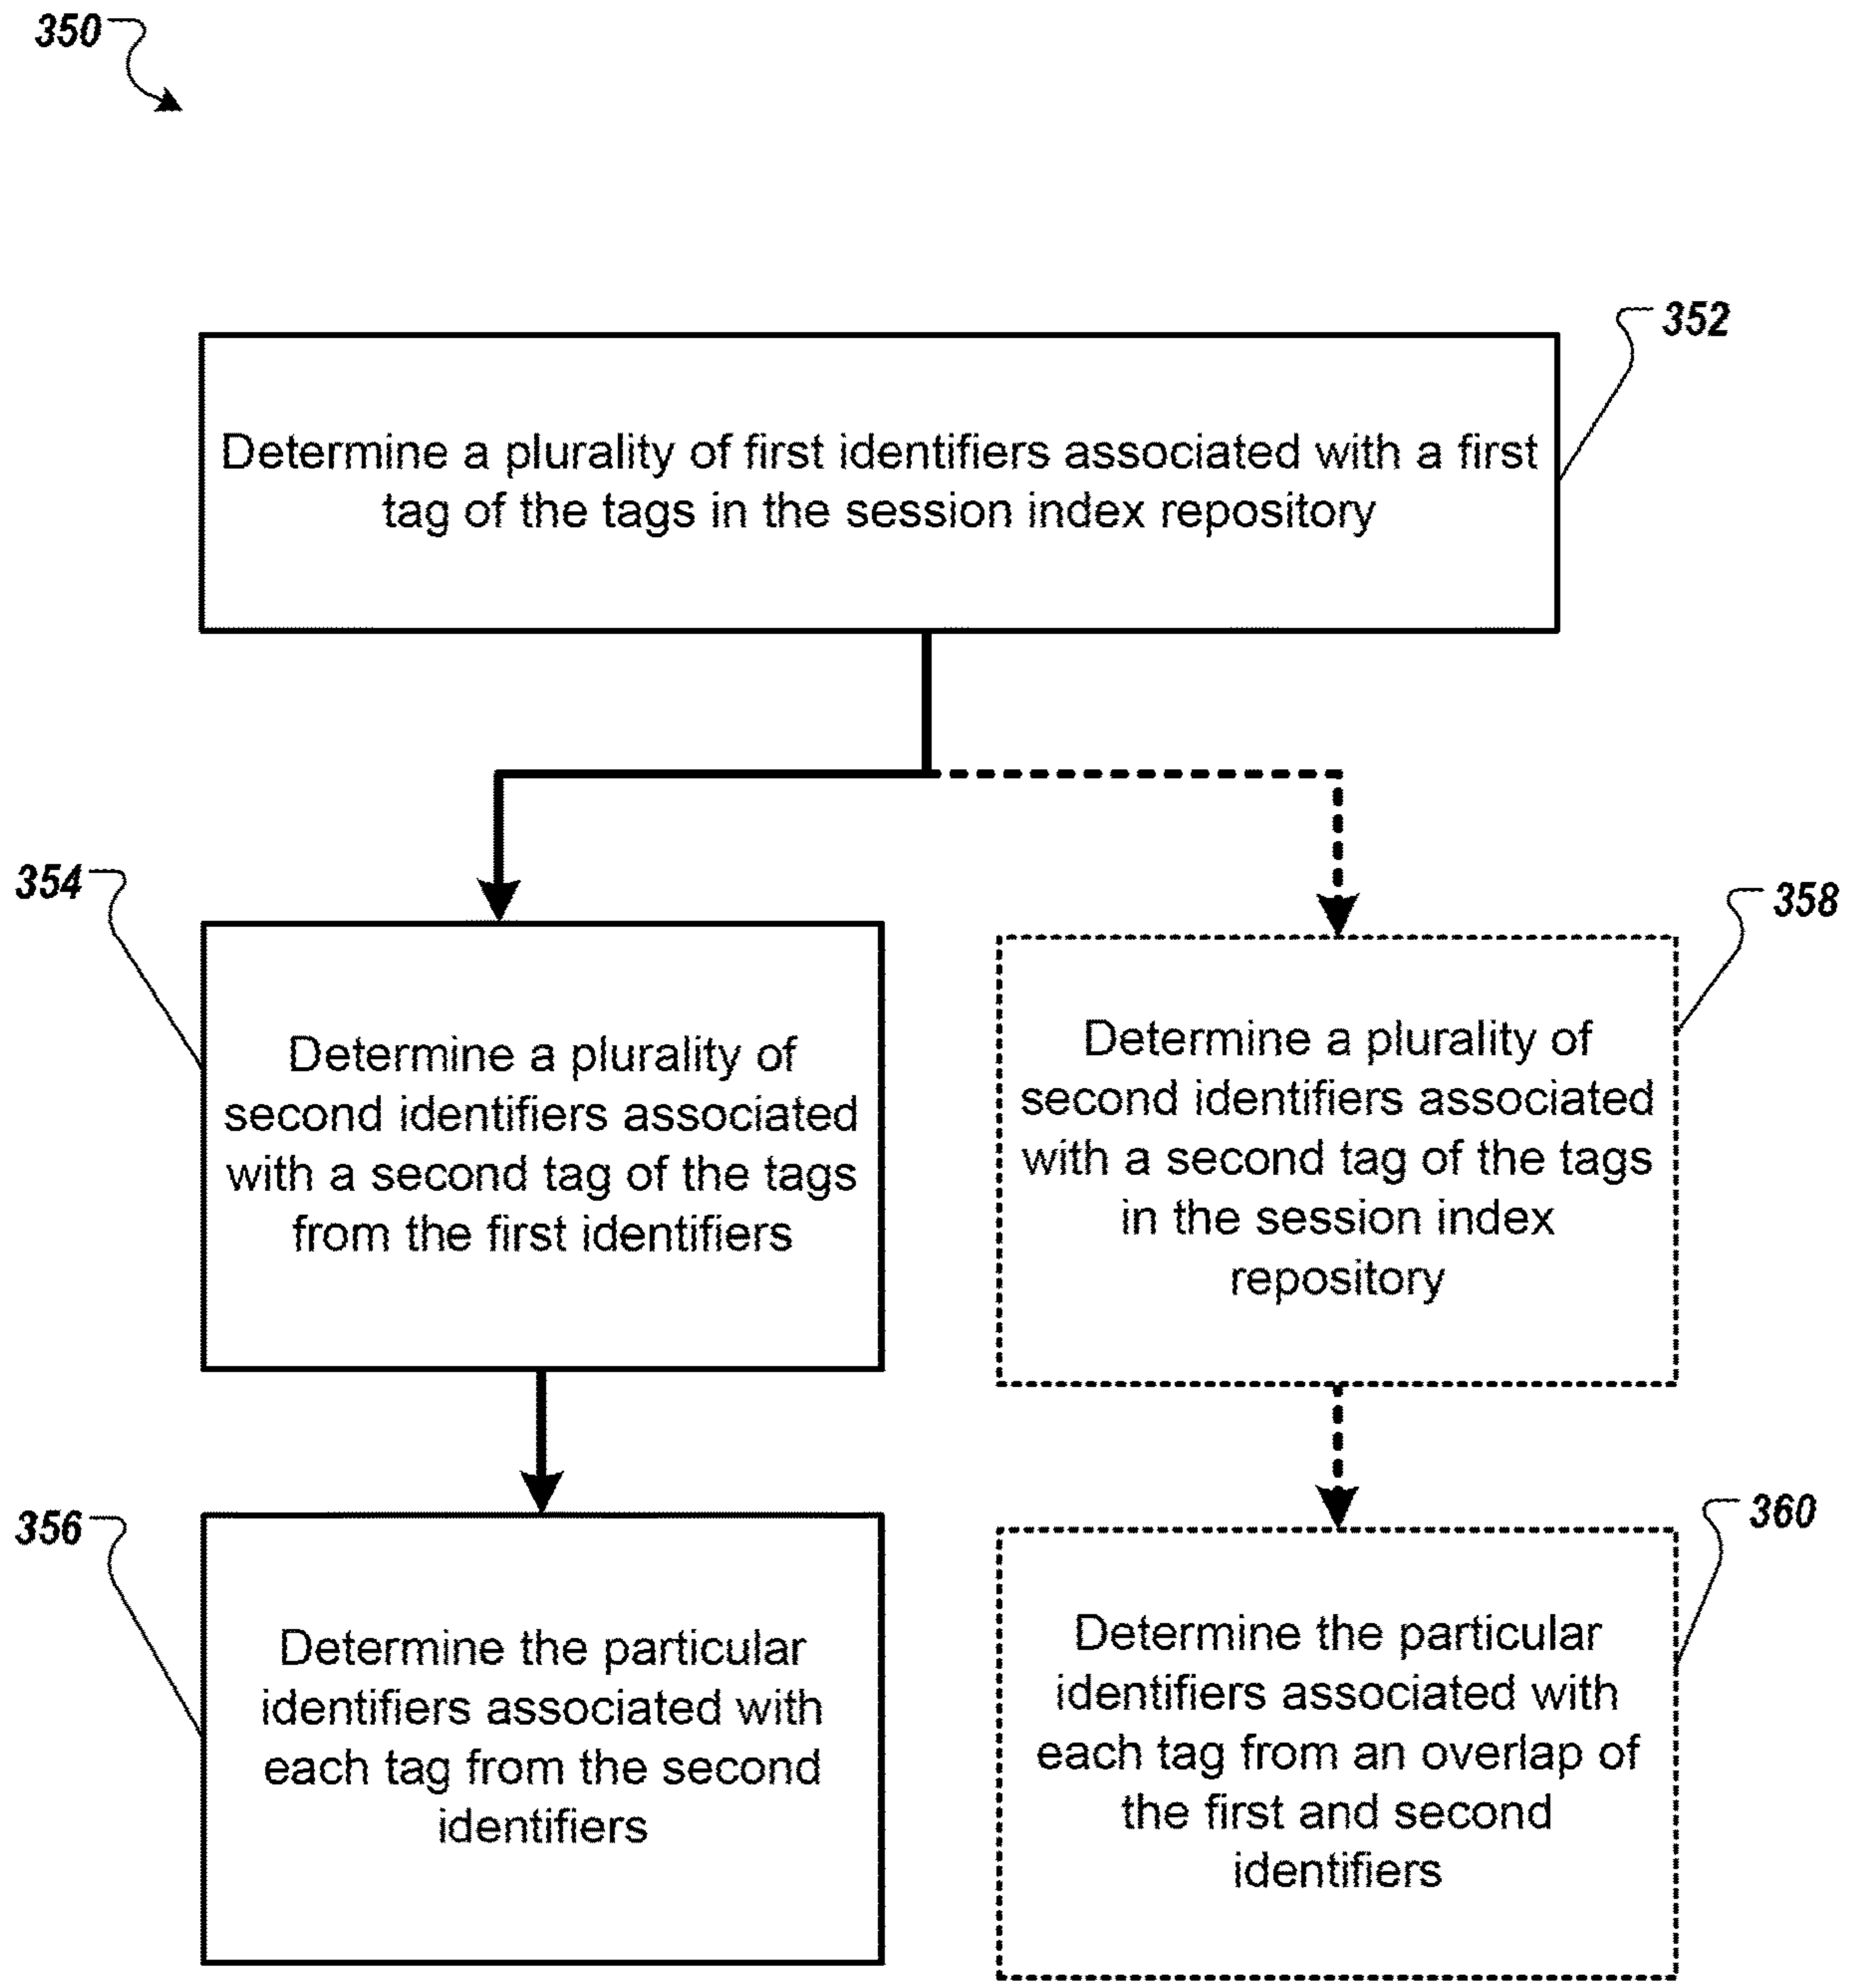 350
352
Determine a plurality of first identifiers associated with a first
tag of the tags in the session index repository
354
Determine a plurality of
second identifiers associated
with a second tag of the tags
from the first identifiers
358
Determine a plurality of
second identifiers associated
with a second tag of the tags
in the session index
repository
356
Determine the particular
identifiers associated with
each tag from the second
identifiers
360
Determine the particular
identifiers associated with
each tag from an overlap of
the first and second
identifiers